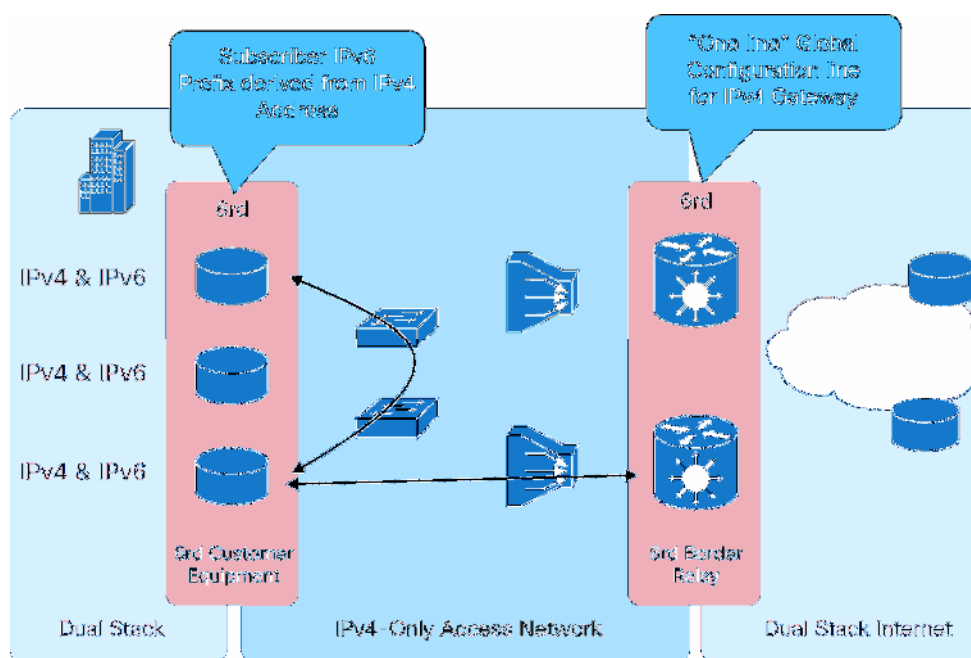 Subscriber IPv6
Prefix derived from IPv4
Address
"One line" Global
Configuration line
for IPv4 Gateway
6rd
6rd
IPv4 & IPv6
IPv4 & IPv6
IPv4 & IPv6
6rd Customer
Equipment
6rd Border
Relay
Dual Stack
IPv4-Only Access Network
Dual Stack Internet